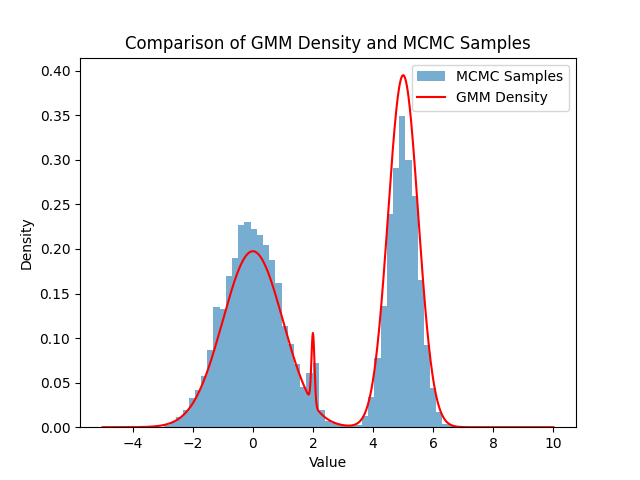 Comparison of GMM Density and MCMC Samples
MCMC Samples
GMM Density
0.40
0.35
0.30
0.25
0.20
0.15
0.10
0.05
0.00
Density
−4 −2 0 2 4 6 8 10
Value